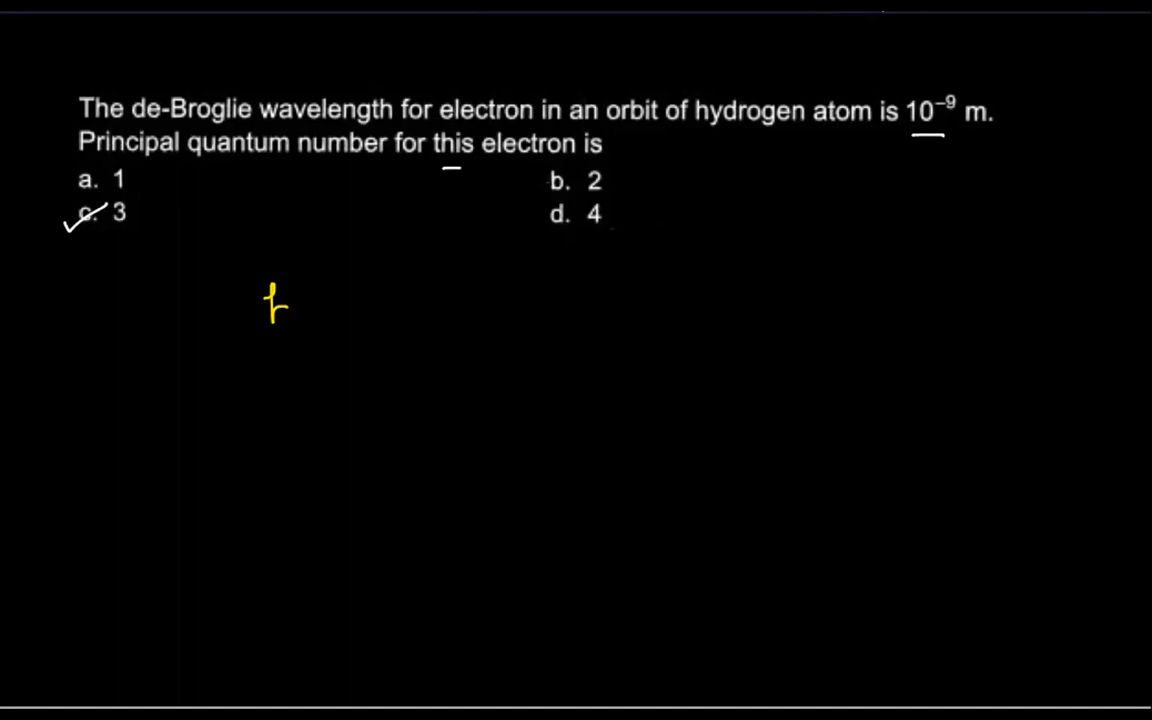 The de-Broglie wavelength for electron in an orbit of hydrogen atom is 10⁻⁹ m.
Principal quantum number for this electron is
a. 1 b. 2
c. 3 d. 4